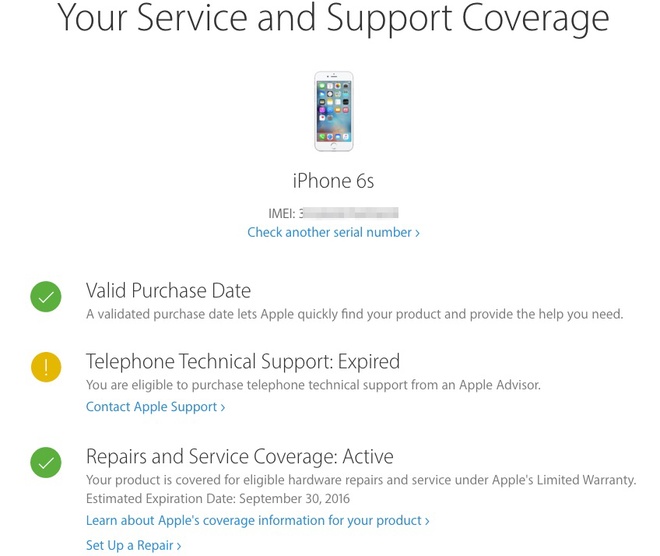 Your Service and Support Coverage
iPhone 6s
IMEI: 3
Check another serial number ›
Valid Purchase Date
A validated purchase date lets Apple quickly find your product and provide the help you need.
Telephone Technical Support: Expired
You are eligible to purchase telephone technical support from an Apple Advisor.
Contact Apple Support ›
Repairs and Service Coverage: Active
Your product is covered for eligible hardware repairs and service under Apple's Limited Warranty.
Estimated Expiration Date: September 30, 2016
Learn about Apple's coverage information for your product ›
Set Up a Repair ›